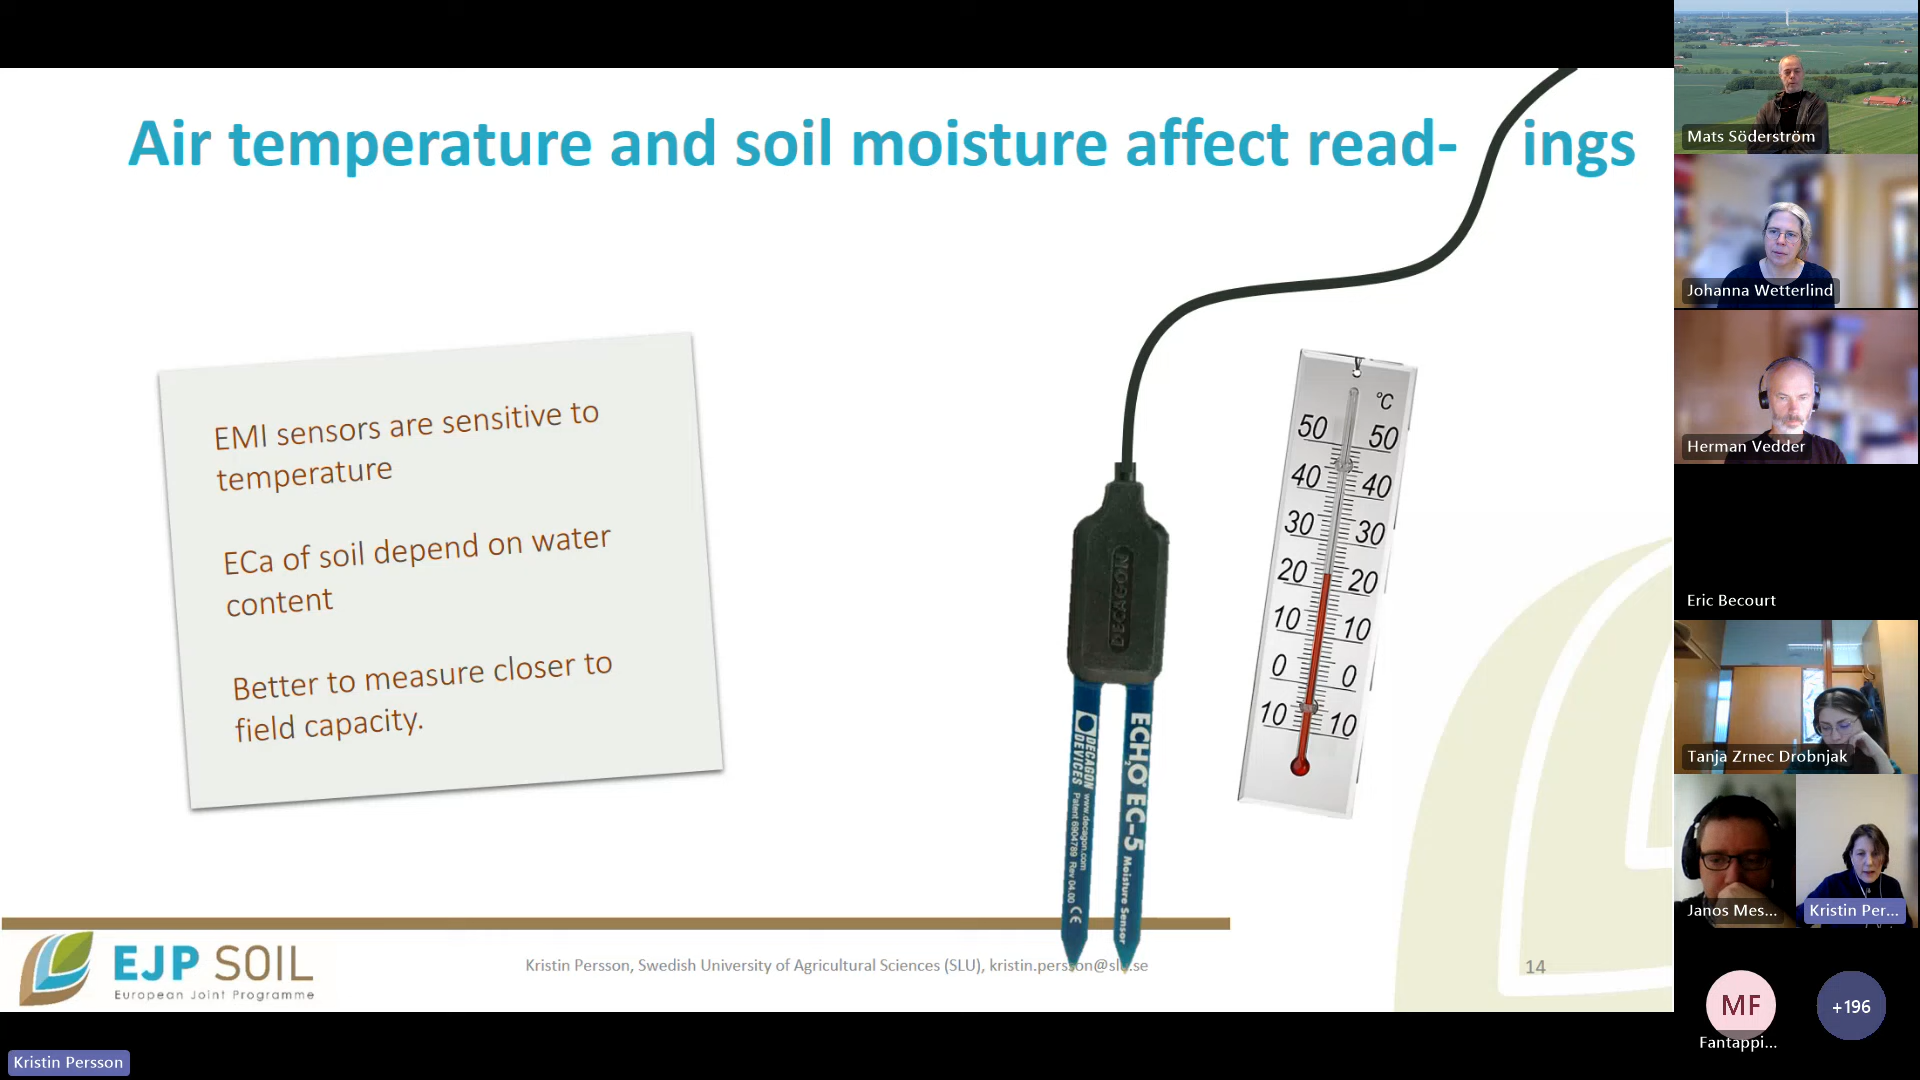 Air temperature and soil moisture affect read- ings
EMI sensors are sensitive to
temperature
ECa of soil depend on water
content
Better to measure closer to
field capacity.
DECAGON
DECAGON
DEVICES
www.decagon.com
Patent 6904789 Rev 04.00 CE
ECH₂O EC-5 Moisture Sensor
°C
50 50
40 40
30 30
20 20
10 10
0 0
10 10
EJP SOIL
European Joint Programme
Kristin Persson, Swedish University of Agricultural Sciences (SLU), kristin.persson@slu.se
14
Kristin Persson
Mats Söderström
Johanna Wetterlind
Herman Vedder
Eric Becourt
Tanja Zrnec Drobnjak
Janos Mes...
Kristin Per...
MF
Fantappi...
+196